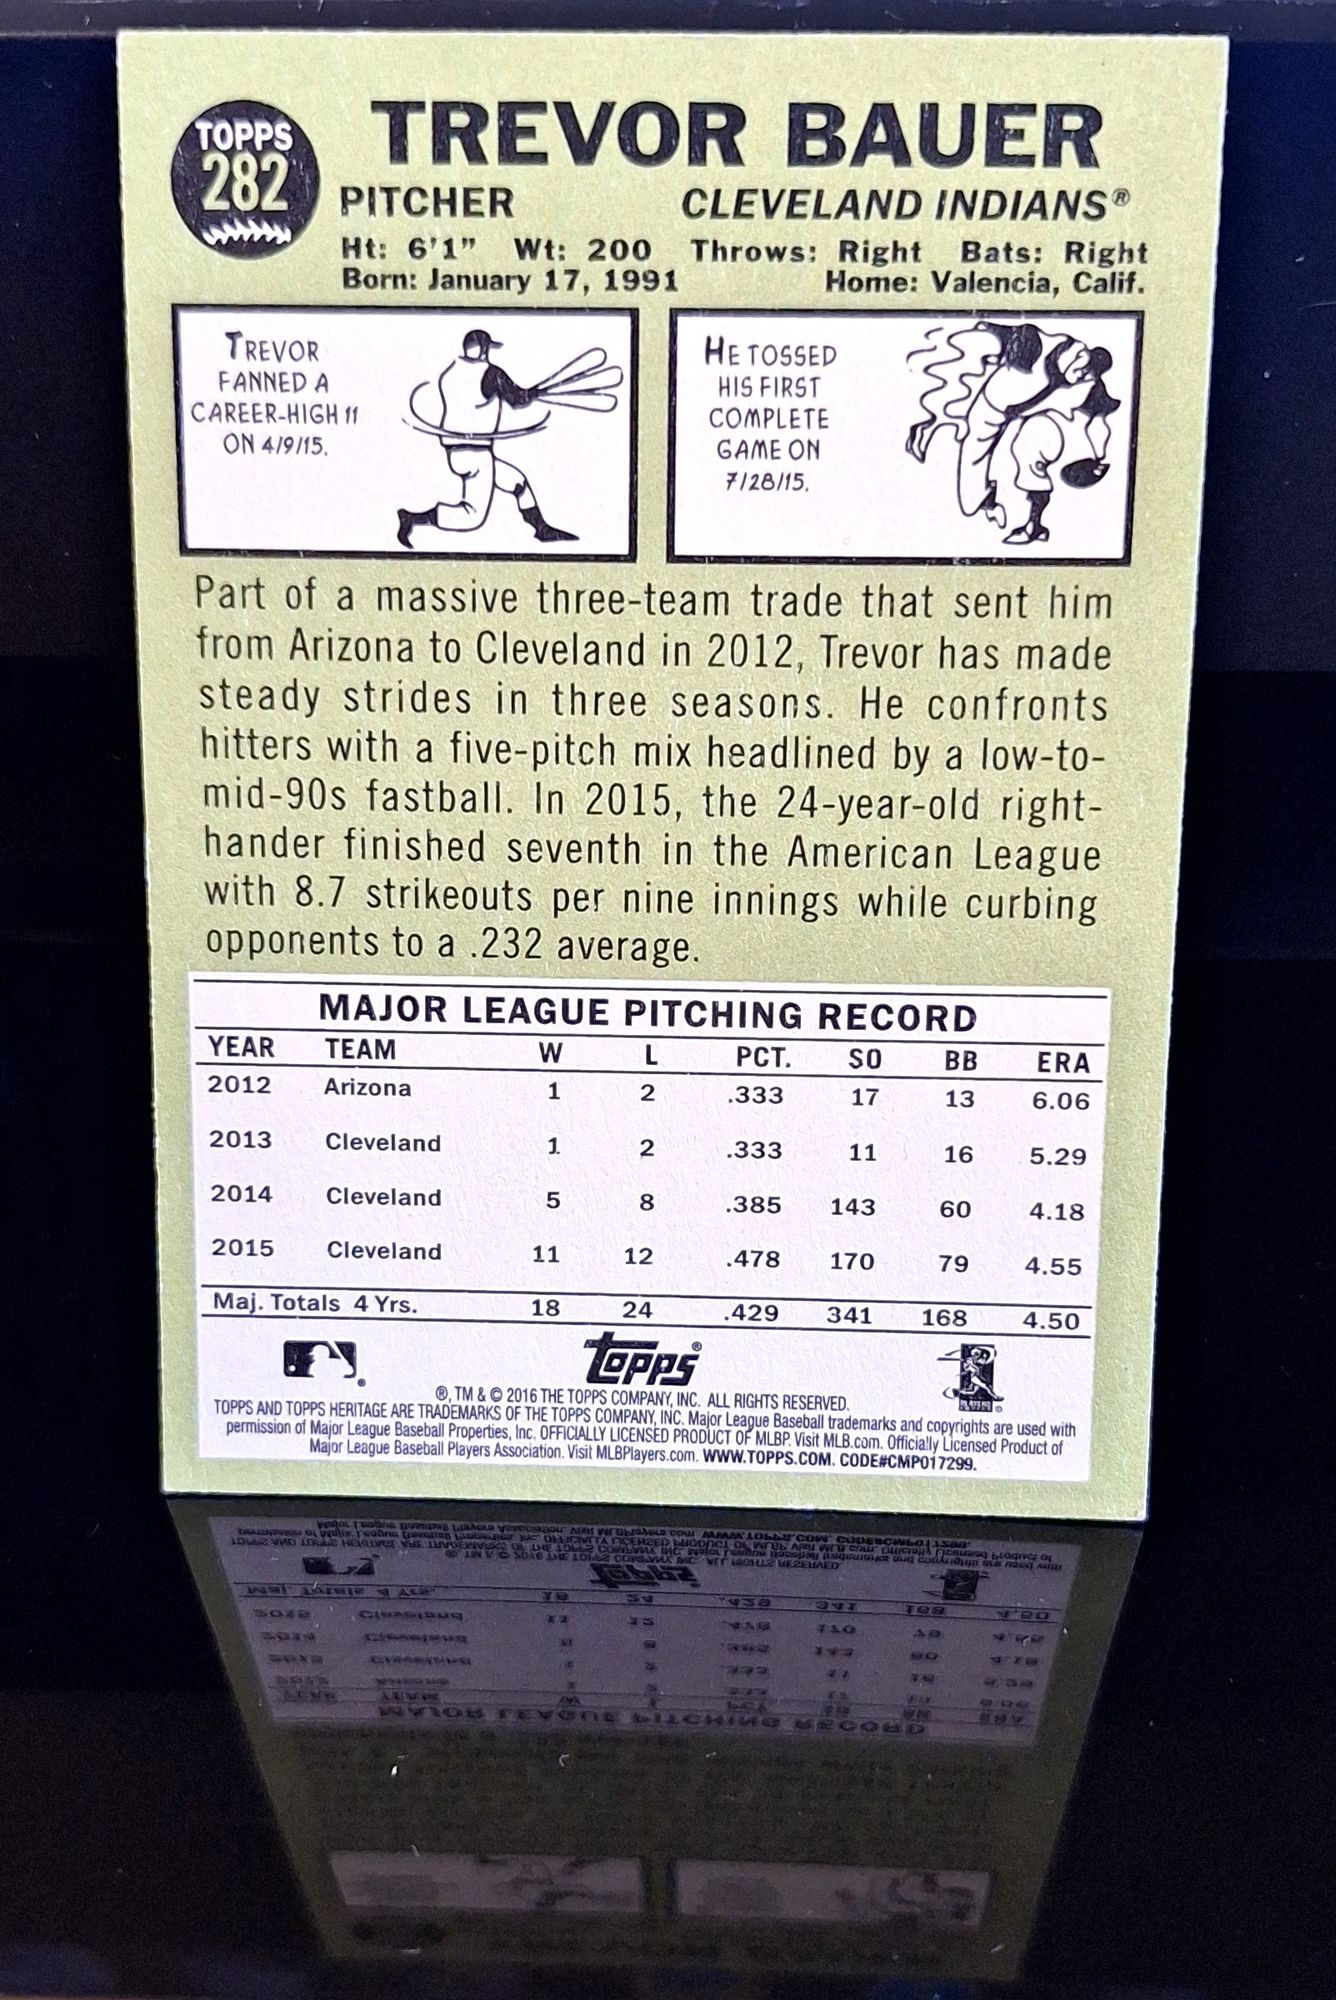 TOPPS
282
TREVOR BAUER
PITCHER CLEVELAND INDIANS®
Ht: 6'1" Wt: 200 Throws: Right Bats: Right
Born: January 17, 1991 Home: Valencia, Calif.
TREVOR
FANNED A
CAREER-HIGH 11
ON 4/9/15.
HE TOSSED
HIS FIRST
COMPLETE
GAME ON
7/28/15.
Part of a massive three-team trade that sent him
from Arizona to Cleveland in 2012, Trevor has made
steady strides in three seasons. He confronts
hitters with a five-pitch mix headlined by a low-to-
mid-90s fastball. In 2015, the 24-year-old right-
hander finished seventh in the American League
with 8.7 strikeouts per nine innings while curbing
opponents to a .232 average.
MAJOR LEAGUE PITCHING RECORD
YEAR TEAM W L PCT. SO BB ERA
2012 Arizona 1 2 .333 17 13 6.06
2013 Cleveland 1 2 .333 11 16 5.29
2014 Cleveland 5 8 .385 143 60 4.18
2015 Cleveland 11 12 .478 170 79 4.55
Maj. Totals 4 Yrs. 18 24 .429 341 168 4.50
topps®
®, TM & © 2016 THE TOPPS COMPANY, INC. ALL RIGHTS RESERVED.
TOPPS AND TOPPS HERITAGE ARE TRADEMARKS OF THE TOPPS COMPANY, INC. Major League Baseball trademarks and copyrights are used with
permission of Major League Baseball Properties, Inc. OFFICIALLY LICENSED PRODUCT OF MLBP. Visit MLB.com. Officially Licensed Product of
Major League Baseball Players Association. Visit MLBPlayers.com. WWW.TOPPS.COM. CODE#CMP017299.